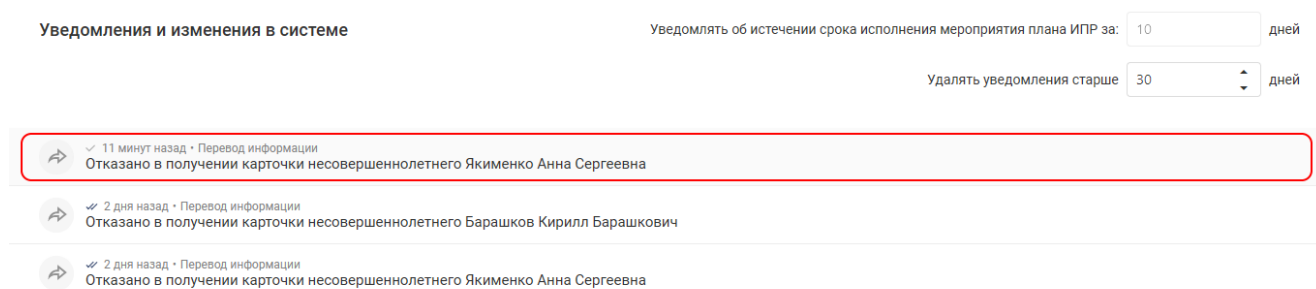 Уведомления и изменения в системе
Уведомлять об истечении срока исполнения мероприятия плана ИПР за: 10 дней
Удалять уведомления старше 30 дней
11 минут назад • Перевод информации
Отказано в получении карточки несовершеннолетнего Якименко Анна Сергеевна
2 дня назад • Перевод информации
Отказано в получении карточки несовершеннолетнего Барашков Кирилл Барашкович
2 дня назад • Перевод информации
Отказано в получении карточки несовершеннолетнего Якименко Анна Сергеевна